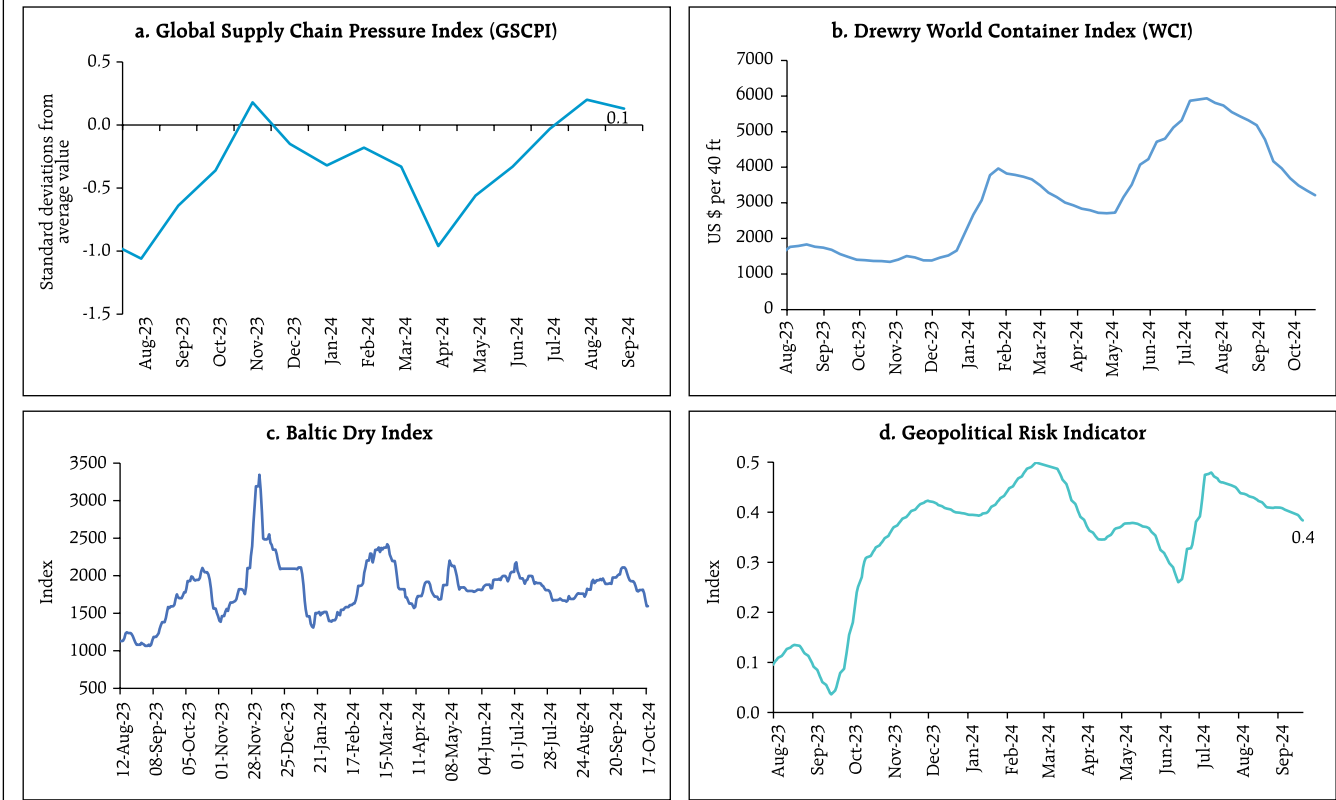 a. Global Supply Chain Pressure Index (GSCPI)
Standard deviations from
average value
0.5
0.0
-0.5
-1.0
-1.5
0.1
Aug-23
Sep-23
Oct-23
Nov-23
Dec-23
Jan-24
Feb-24
Mar-24
Apr-24
May-24
Jun-24
Jul-24
Aug-24
Sep-24
b. Drewry World Container Index (WCI)
US $ per 40 ft
7000
6000
5000
4000
3000
2000
1000
0
Aug-23
Sep-23
Oct-23
Nov-23
Dec-23
Jan-24
Feb-24
Mar-24
Apr-24
May-24
Jun-24
Jul-24
Aug-24
Sep-24
Oct-24
c. Baltic Dry Index
Index
3500
3000
2500
2000
1500
1000
500
12-Aug-23
08-Sep-23
05-Oct-23
01-Nov-23
28-Nov-23
25-Dec-23
21-Jan-24
17-Feb-24
15-Mar-24
11-Apr-24
08-May-24
04-Jun-24
01-Jul-24
28-Jul-24
24-Aug-24
20-Sep-24
17-Oct-24
d. Geopolitical Risk Indicator
Index
0.5
0.4
0.3
0.2
0.1
0.0
0.4
Aug-23
Sep-23
Oct-23
Nov-23
Dec-23
Jan-24
Feb-24
Mar-24
Apr-24
May-24
Jun-24
Jul-24
Aug-24
Sep-24